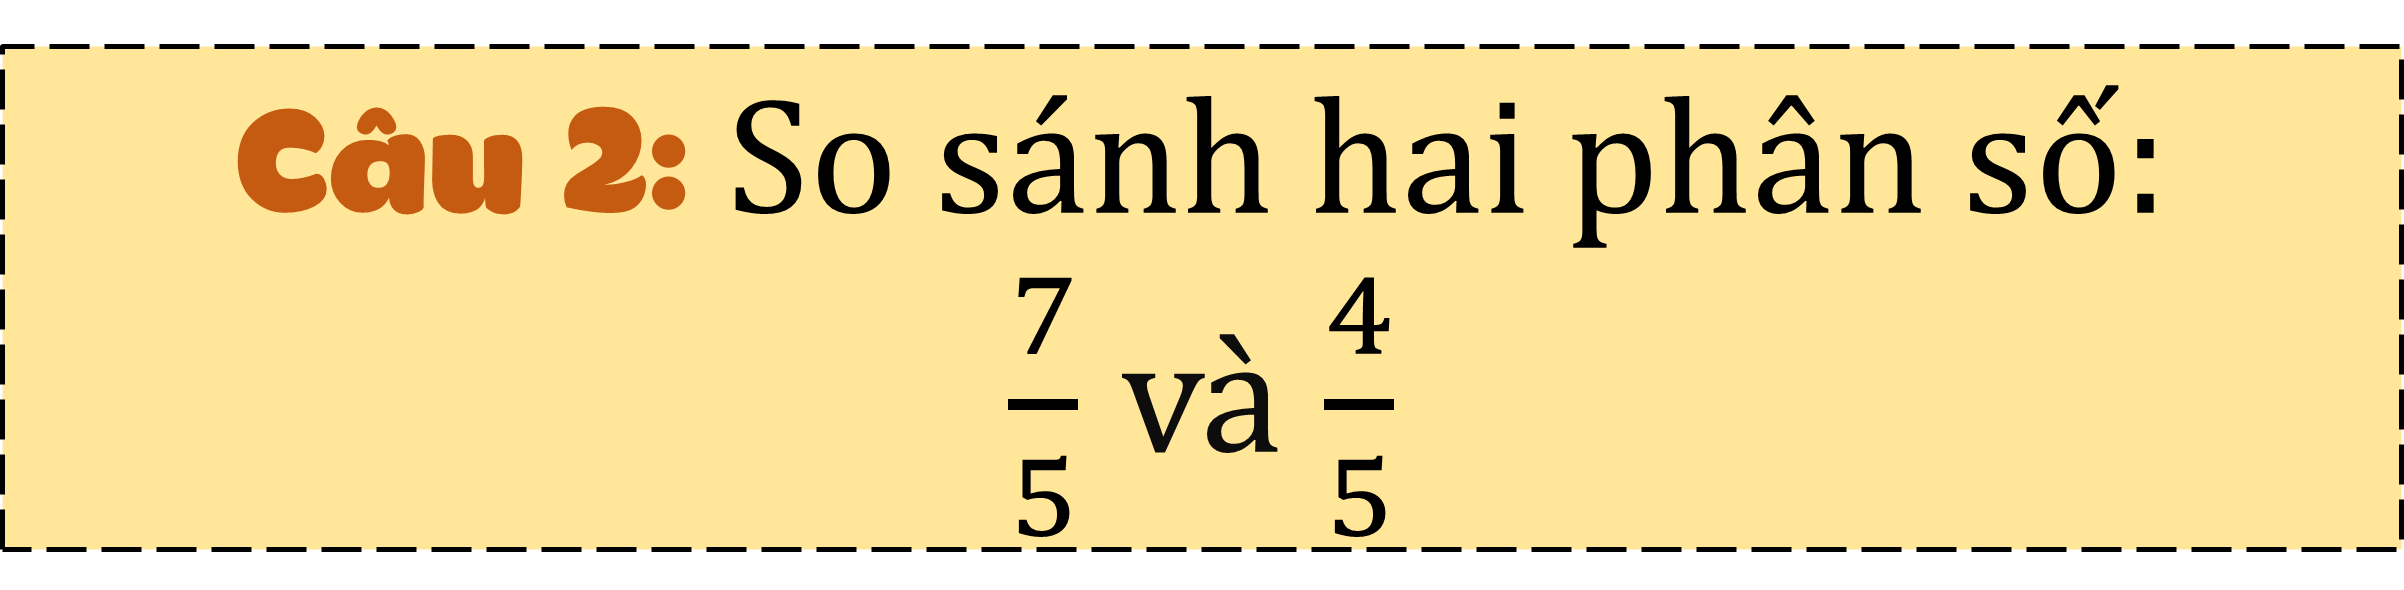 Câu 2: So sánh hai phân số:
7/5 và 4/5